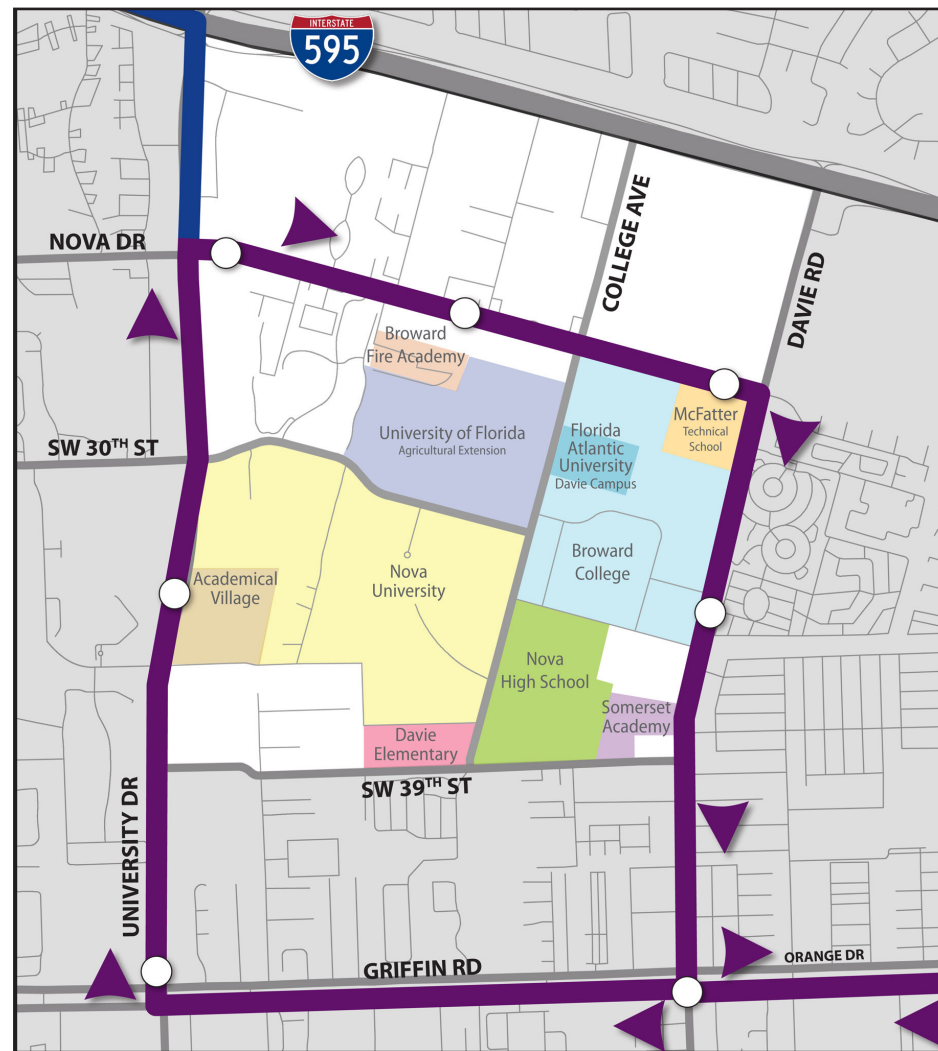 INTERSTATE
595
COLLEGE AVE
DAVIE RD
NOVA DR
Broward
Fire Academy
McFatter
Technical
School
University of Florida
Agricultural Extension
Florida
Atlantic
University
Davie Campus
SW 30TH ST
Broward
College
Academical
Village
Nova
University
Nova
High School
Somerset
Academy
Davie
Elementary
SW 39TH ST
UNIVERSITY DR
GRIFFIN RD
ORANGE DR